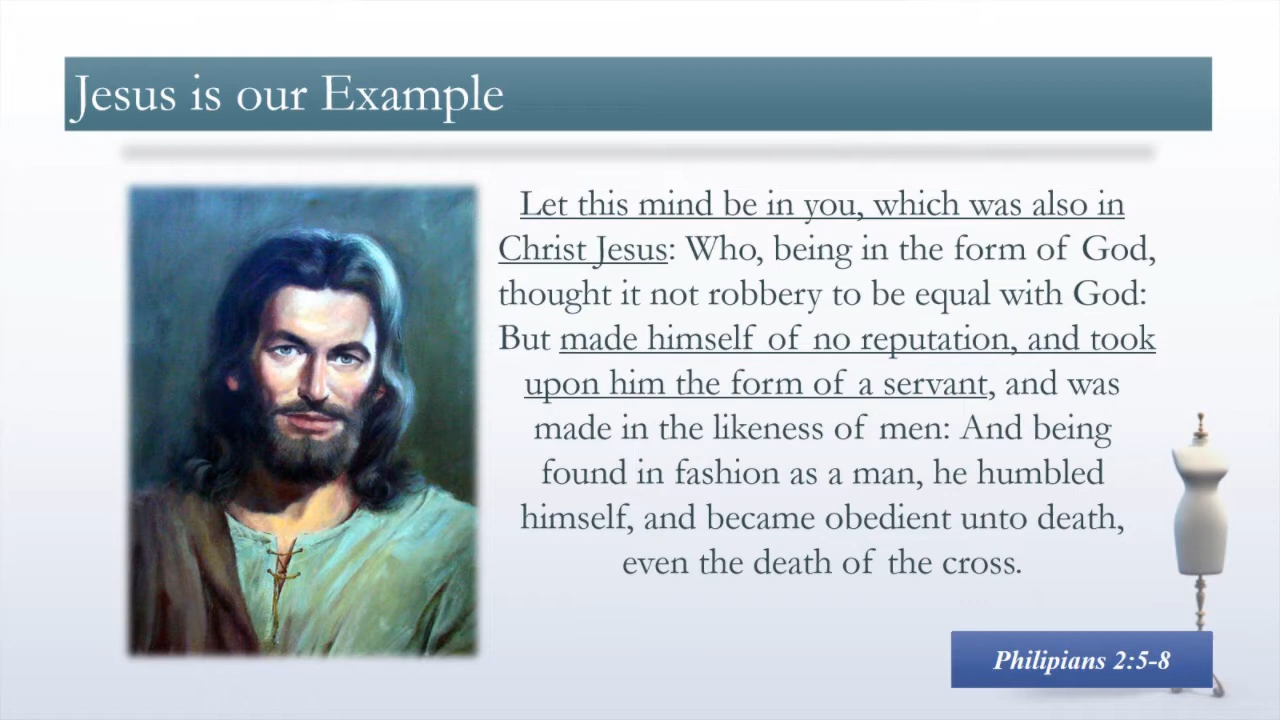 Jesus is our Example
Let this mind be in you, which was also in
Christ Jesus: Who, being in the form of God,
thought it not robbery to be equal with God:
But made himself of no reputation, and took
upon him the form of a servant, and was
made in the likeness of men: And being
found in fashion as a man, he humbled
himself, and became obedient unto death,
even the death of the cross.
Philipians 2:5-8